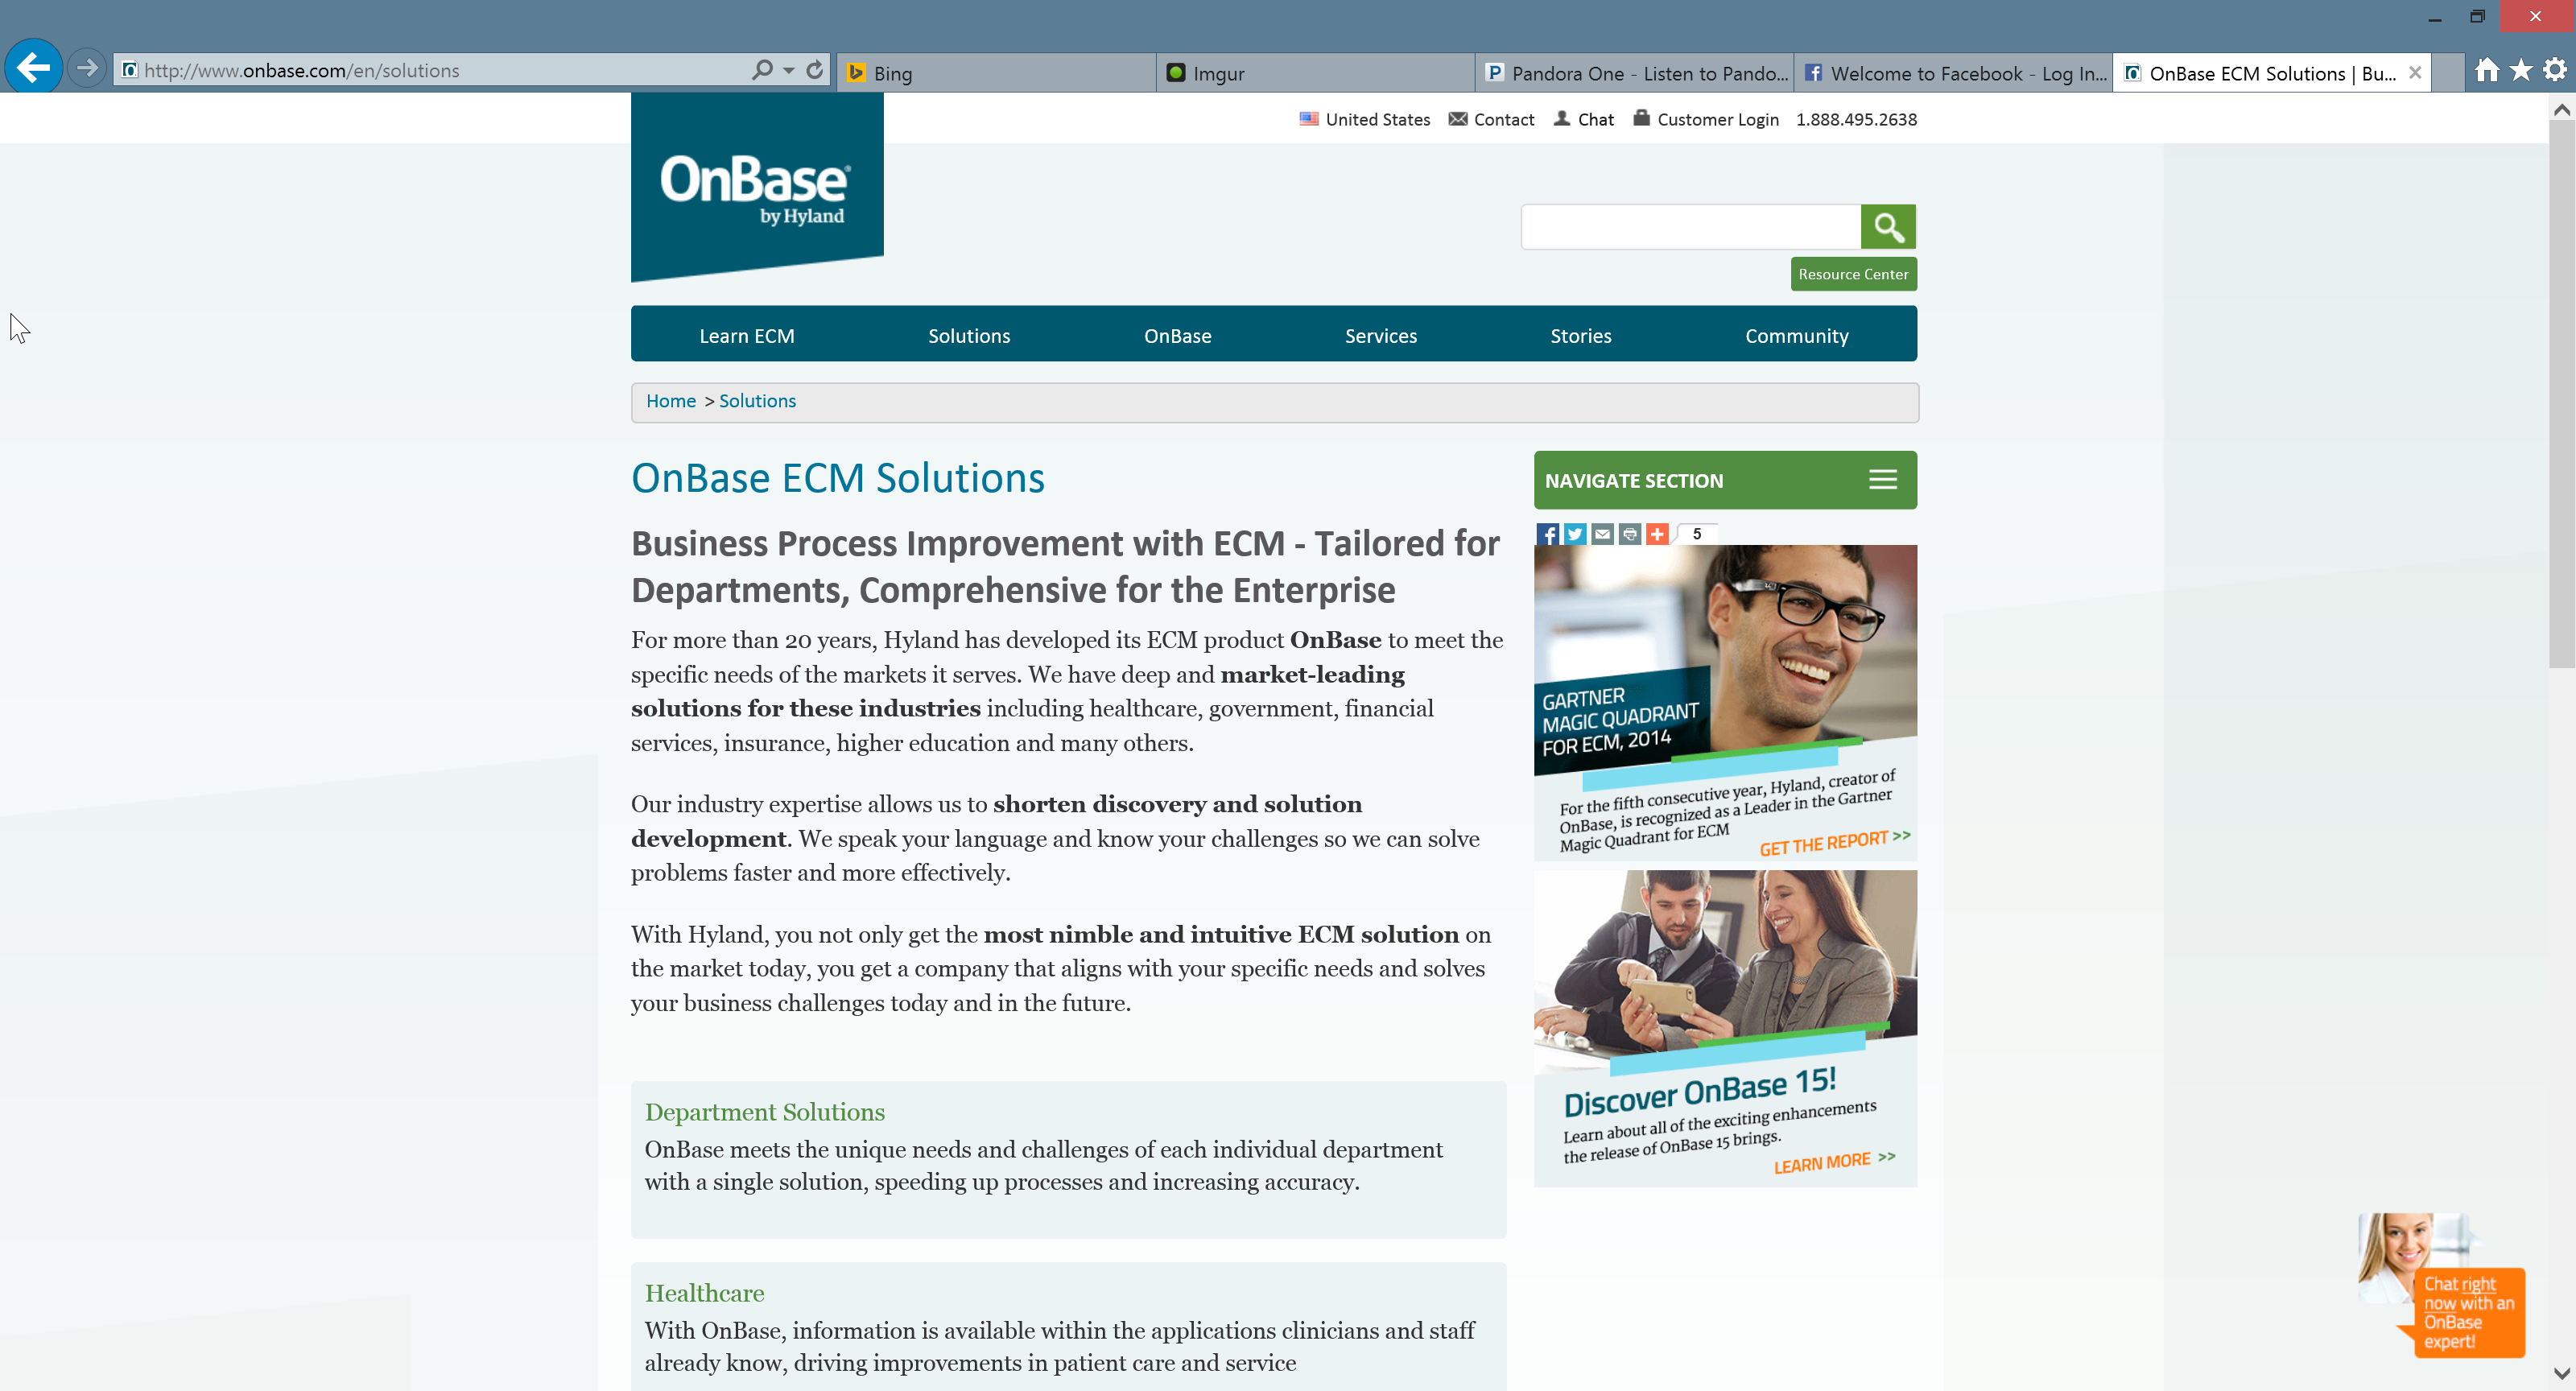 http://www.onbase.com/en/solutions
Bing
Imgur
Pandora One - Listen to Pando...
Welcome to Facebook - Log In...
OnBase ECM Solutions | Bu...
United States
Contact
Chat
Customer Login
1.888.495.2638
OnBase®
by Hyland
Resource Center
Learn ECM
Solutions
OnBase
Services
Stories
Community
Home > Solutions
OnBase ECM Solutions
Business Process Improvement with ECM - Tailored for
Departments, Comprehensive for the Enterprise
For more than 20 years, Hyland has developed its ECM product OnBase to meet the
specific needs of the markets it serves. We have deep and market-leading
solutions for these industries including healthcare, government, financial
services, insurance, higher education and many others.
Our industry expertise allows us to shorten discovery and solution
development. We speak your language and know your challenges so we can solve
problems faster and more effectively.
With Hyland, you not only get the most nimble and intuitive ECM solution on
the market today, you get a company that aligns with your specific needs and solves
your business challenges today and in the future.
Department Solutions
OnBase meets the unique needs and challenges of each individual department
with a single solution, speeding up processes and increasing accuracy.
Healthcare
With OnBase, information is available within the applications clinicians and staff
already know, driving improvements in patient care and service
NAVIGATE SECTION
5
GARTNER
MAGIC QUADRANT
FOR ECM, 2014
For the fifth consecutive year, Hyland, creator of
OnBase, is recognized as a Leader in the Gartner
Magic Quadrant for ECM
GET THE REPORT >>
Discover OnBase 15!
Learn about all of the exciting enhancements
the release of OnBase 15 brings.
LEARN MORE >>
Chat right
now with an
OnBase
expert!